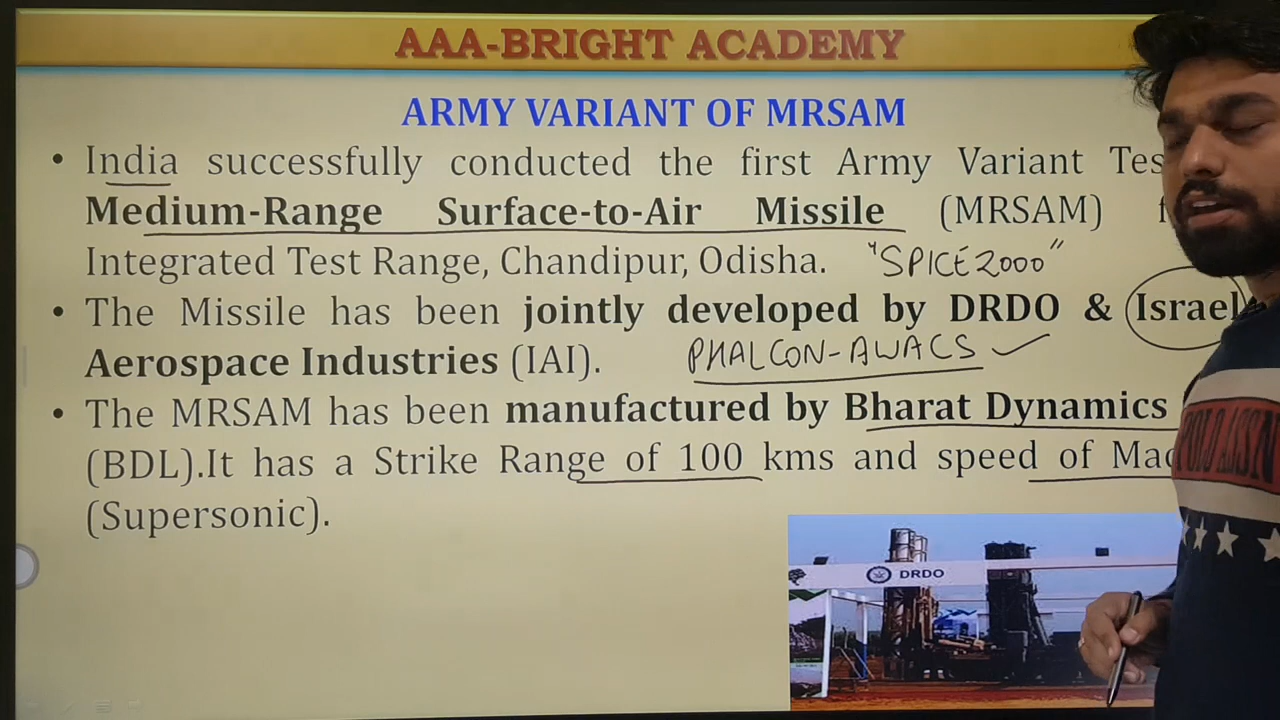 AAA-BRIGHT ACADEMY
ARMY VARIANT OF MRSAM
• India successfully conducted the first Army Variant
Medium-Range Surface-to-Air Missile (MRSAM)
Integrated Test Range, Chandipur, Odisha. "SPICE 2000"
• The Missile has been jointly developed by DRDO & Israel
Aerospace Industries (IAI). PHALCON-AWACS
• The MRSAM has been manufactured by Bharat Dynamics
(BDL).It has a Strike Range of 100 kms and speed of
(Supersonic).
DRDO
POLO ASSN